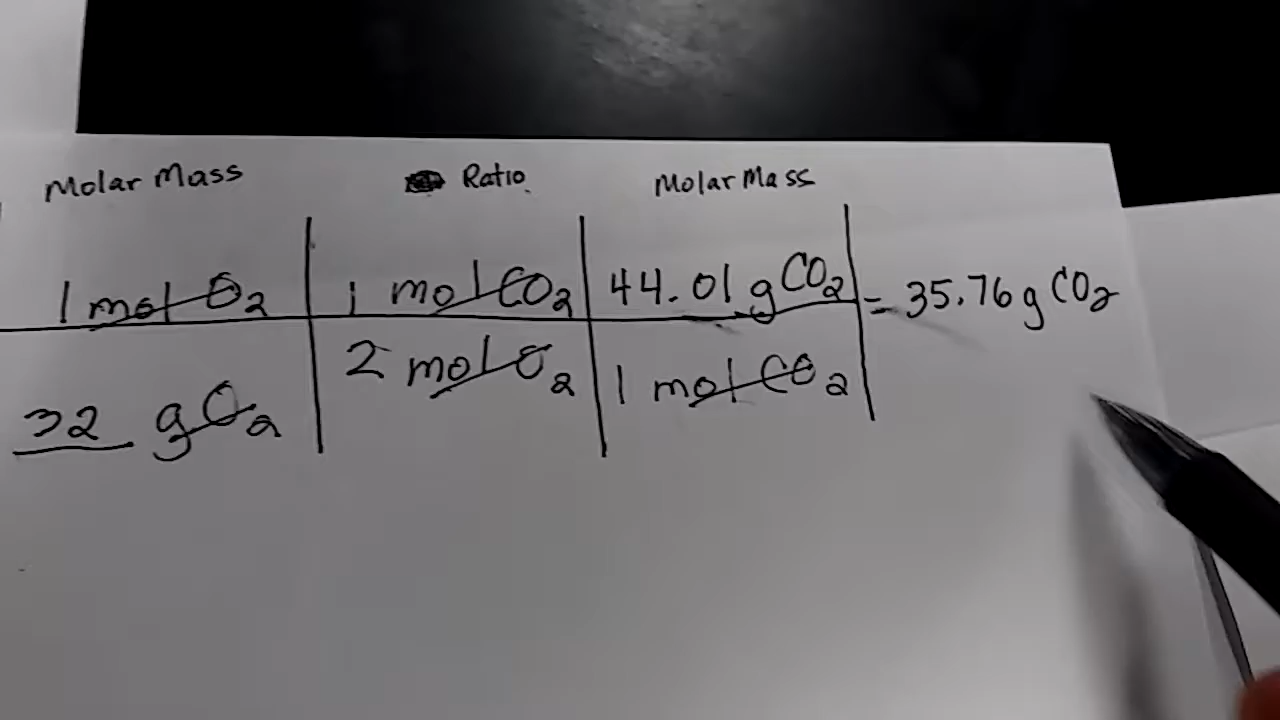 Molar Mass Ratio Molar Mass
1 mol O2 1 mol CO2 44.01 g CO2 = 35.76 g CO2
32 g O2 2 mol O2 1 mol CO2